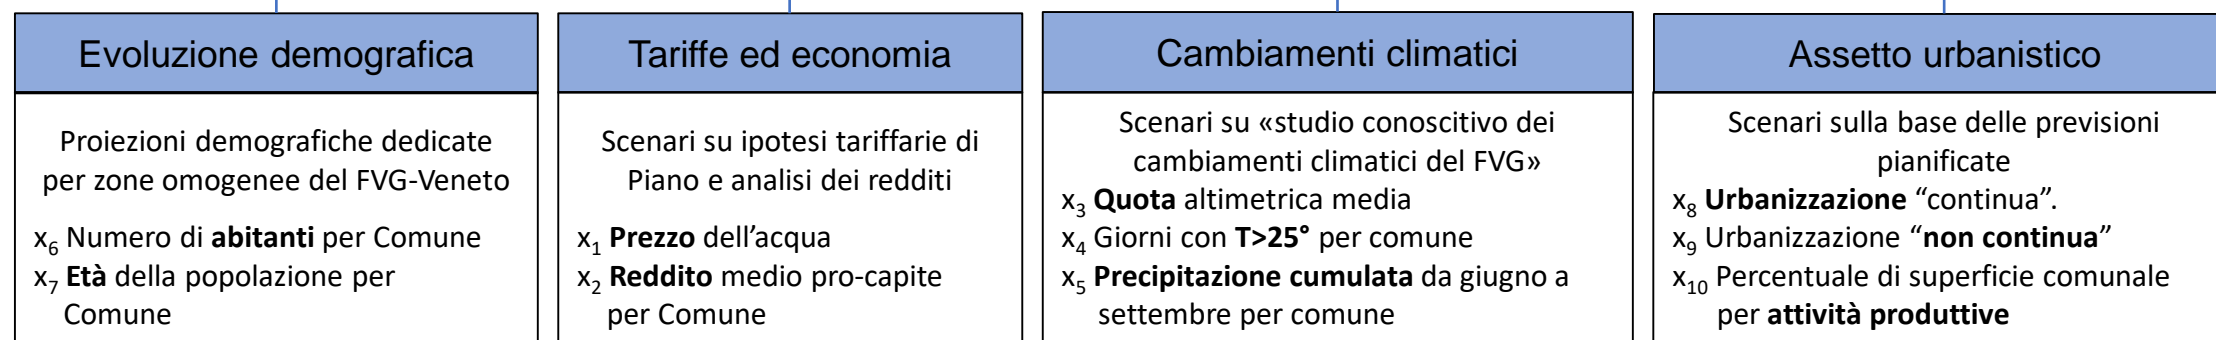 Evoluzione demografica
Proiezioni demografiche dedicate
per zone omogenee del FVG-Veneto
x₆ Numero di abitanti per Comune
x₇ Età della popolazione per
Comune
Tariffe ed economia
Scenari su ipotesi tariffarie di
Piano e analisi dei redditi
x₁ Prezzo dell’acqua
x₂ Reddito medio pro-capite
per Comune
Cambiamenti climatici
Scenari su «studio conoscitivo dei
cambiamenti climatici del FVG»
x₃ Quota altimetrica media
x₄ Giorni con T>25° per comune
x₅ Precipitazione cumulata da giugno a
settembre per comune
Assetto urbanistico
Scenari sulla base delle previsioni
pianificate
x₈ Urbanizzazione “continua”.
x₉ Urbanizzazione “non continua”
x₁₀ Percentuale di superficie comunale
per attività produttive